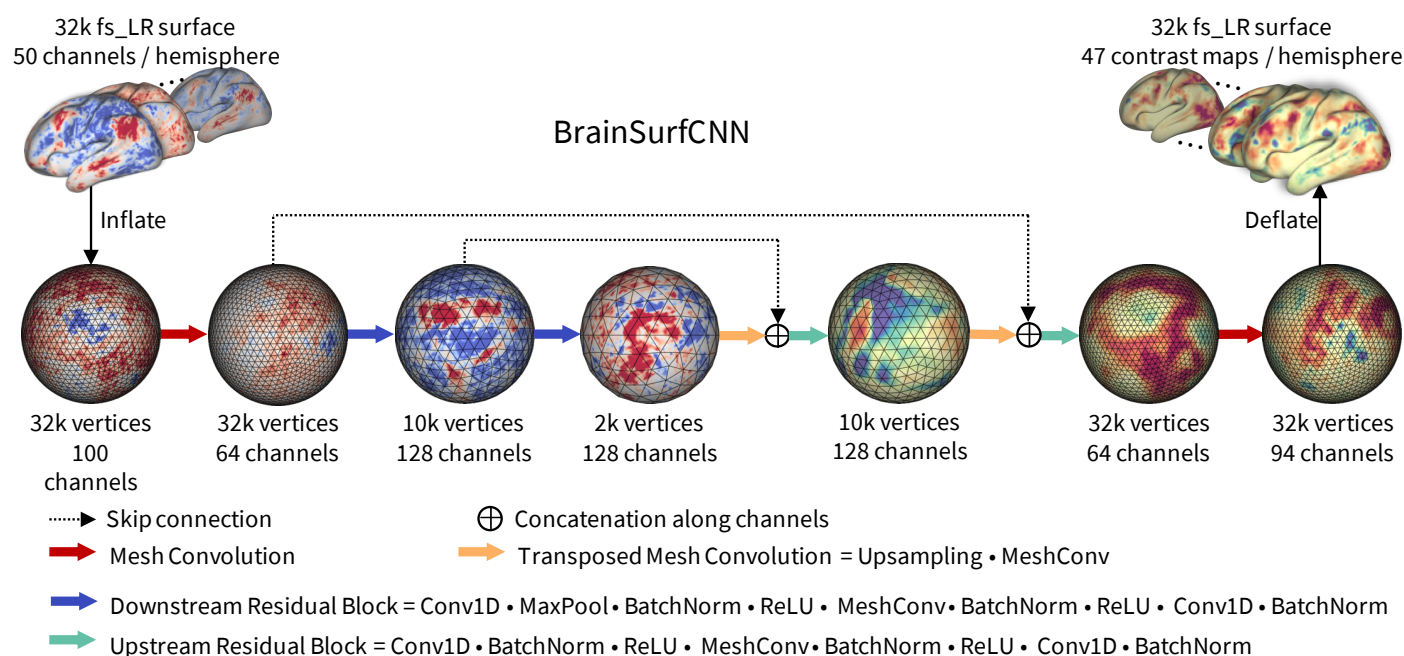 32k fs_LR surface
50 channels / hemisphere
32k fs_LR surface
47 contrast maps / hemisphere
BrainSurfCNN
Inflate
Deflate
32k vertices
100
channels
32k vertices
64 channels
10k vertices
128 channels
2k vertices
128 channels
10k vertices
128 channels
32k vertices
64 channels
32k vertices
94 channels
Skip connection
Concatenation along channels
Mesh Convolution
Transposed Mesh Convolution = Upsampling • MeshConv
Downstream Residual Block = Conv1D • MaxPool • BatchNorm • ReLU • MeshConv • BatchNorm • ReLU • Conv1D • BatchNorm
Upstream Residual Block = Conv1D • BatchNorm • ReLU • MeshConv • BatchNorm • ReLU • Conv1D • BatchNorm